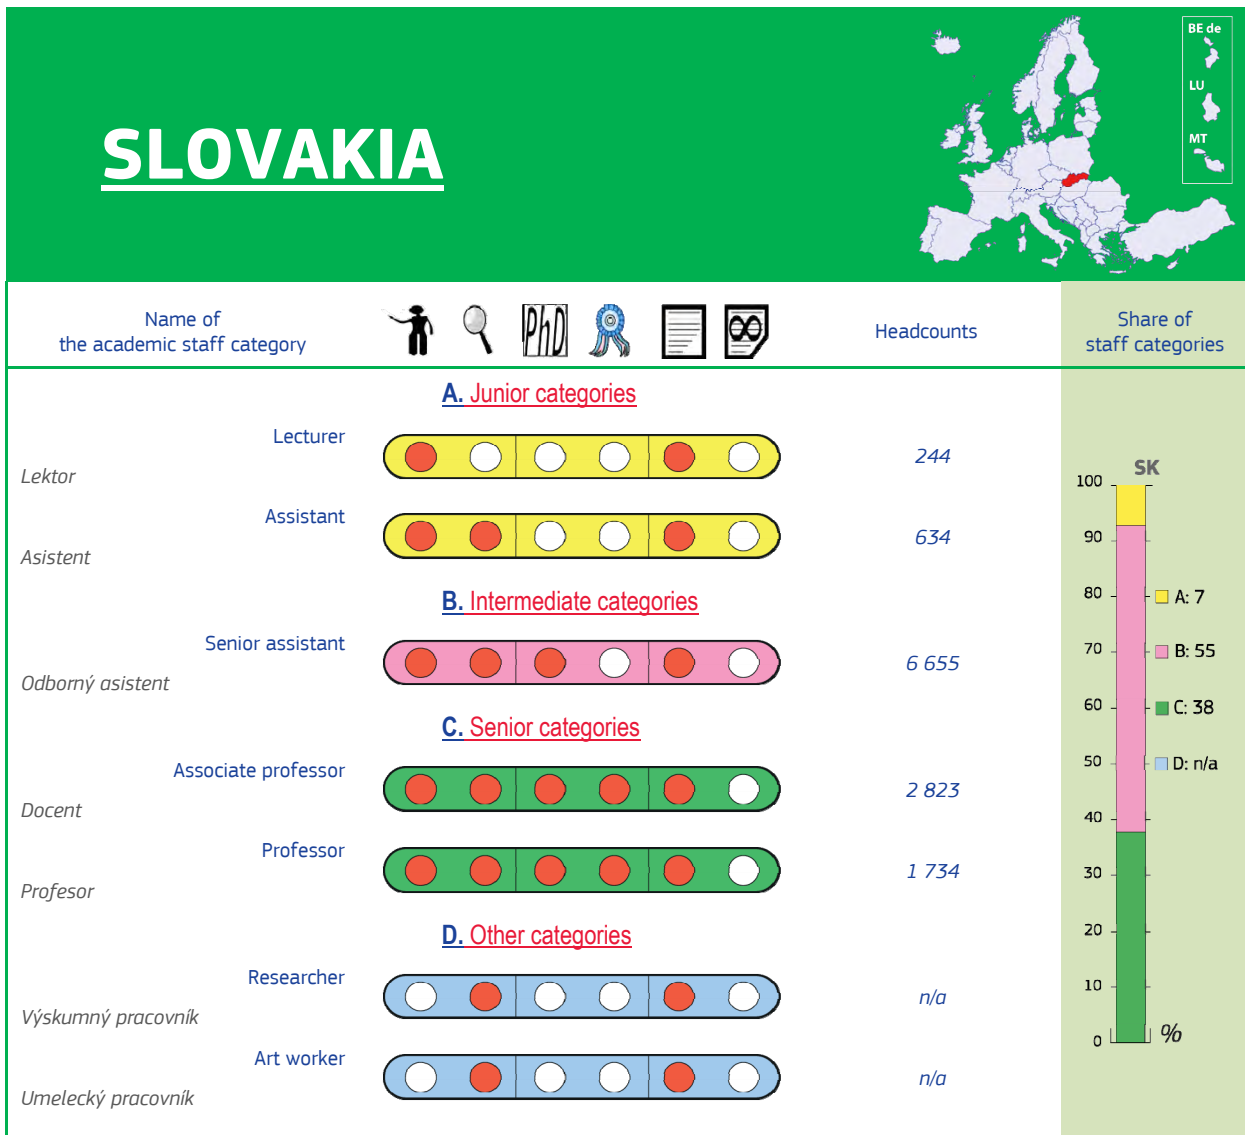 BE de
LU
MT
SLOVAKIA
Name of
the academic staff category
PhD
Headcounts
Share of
staff categories
A. Junior categories
Lecturer
Lektor
244
Assistant
Asistent
634
B. Intermediate categories
Senior assistant
Odborný asistent
6 655
C. Senior categories
Associate professor
Docent
2 823
Professor
Profesor
1 734
D. Other categories
Researcher
Výskumný pracovník
n/a
Art worker
Umelecký pracovník
n/a
SK
100
90
80
70
60
50
40
30
20
10
0
%
A: 7
B: 55
C: 38
D: n/a